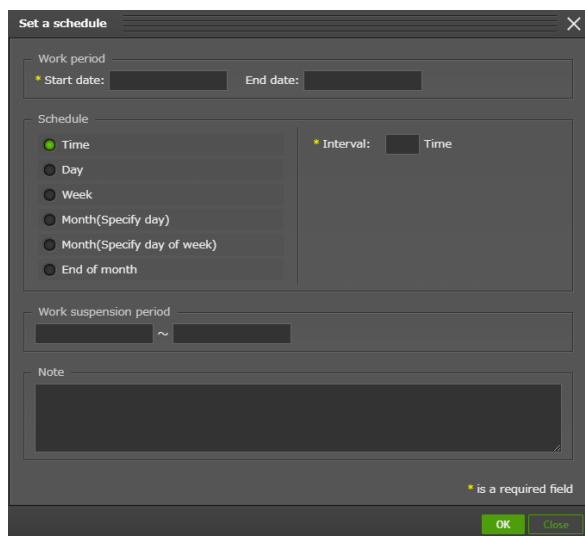 Set a schedule
Work period
* Start date: End date:
Schedule
Time
* Interval: Time
Day
Week
Month(Specify day)
Month(Specify day of week)
End of month
Work suspension period
～
Note
* is a required field
OK Close